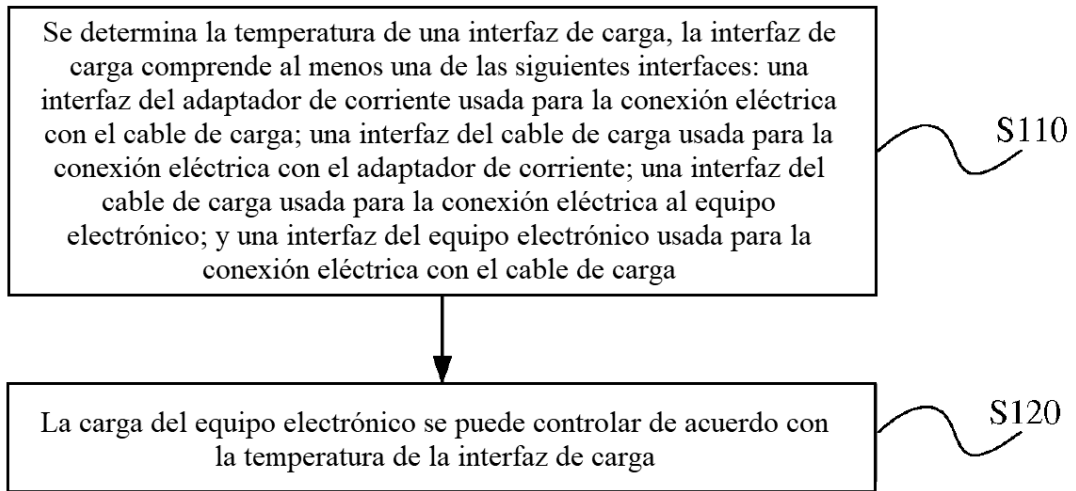 Se determina la temperatura de una interfaz de carga, la interfaz de
carga comprende al menos una de las siguientes interfaces: una
interfaz del adaptador de corriente usada para la conexión eléctrica
con el cable de carga; una interfaz del cable de carga usada para la
conexión eléctrica con el adaptador de corriente; una interfaz del
cable de carga usada para la conexión eléctrica al equipo
electrónico; y una interfaz del equipo electrónico usada para la
conexión eléctrica con el cable de carga
S110
La carga del equipo electrónico se puede controlar de acuerdo con
la temperatura de la interfaz de carga
S120